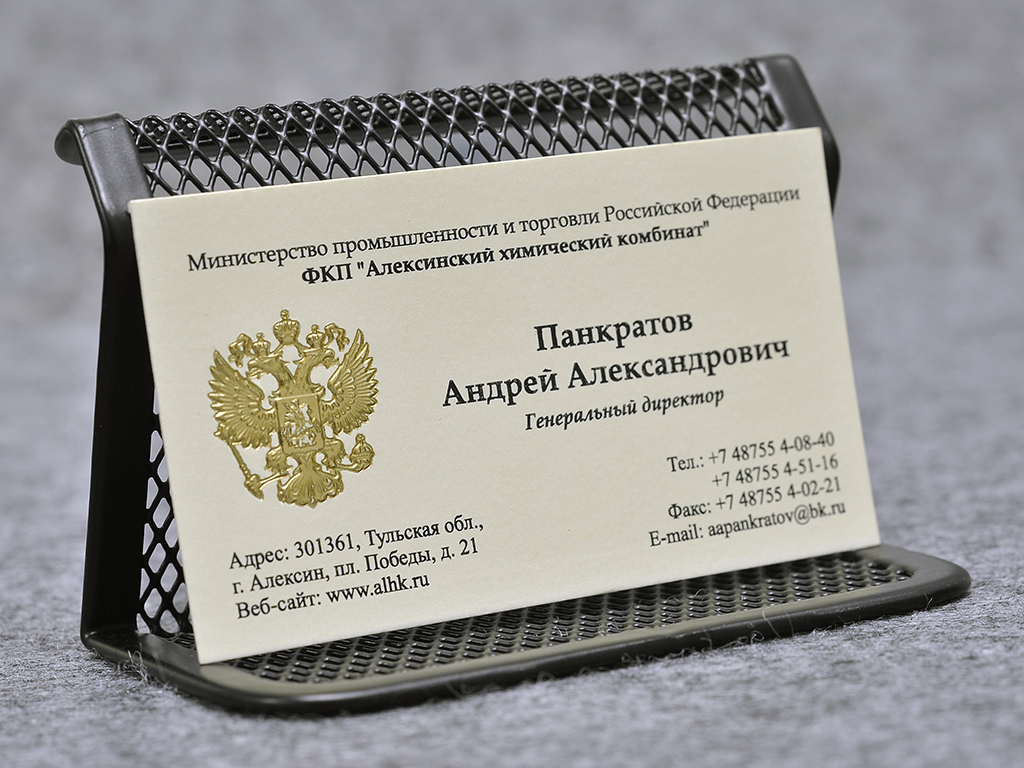 Министерство промышленности и торговли Российской Федерации
ФКП "Алексинский химический комбинат"
Панкратов
Андрей Александрович
Генеральный директор
Тел.: +7 48755 4-08-40
+7 48755 4-51-16
Факс: +7 48755 4-02-21
E-mail: aapankratov@bk.ru
Адрес: 301361, Тульская обл.,
г. Алексин, пл. Победы, д. 21
Веб-сайт: www.alhk.ru